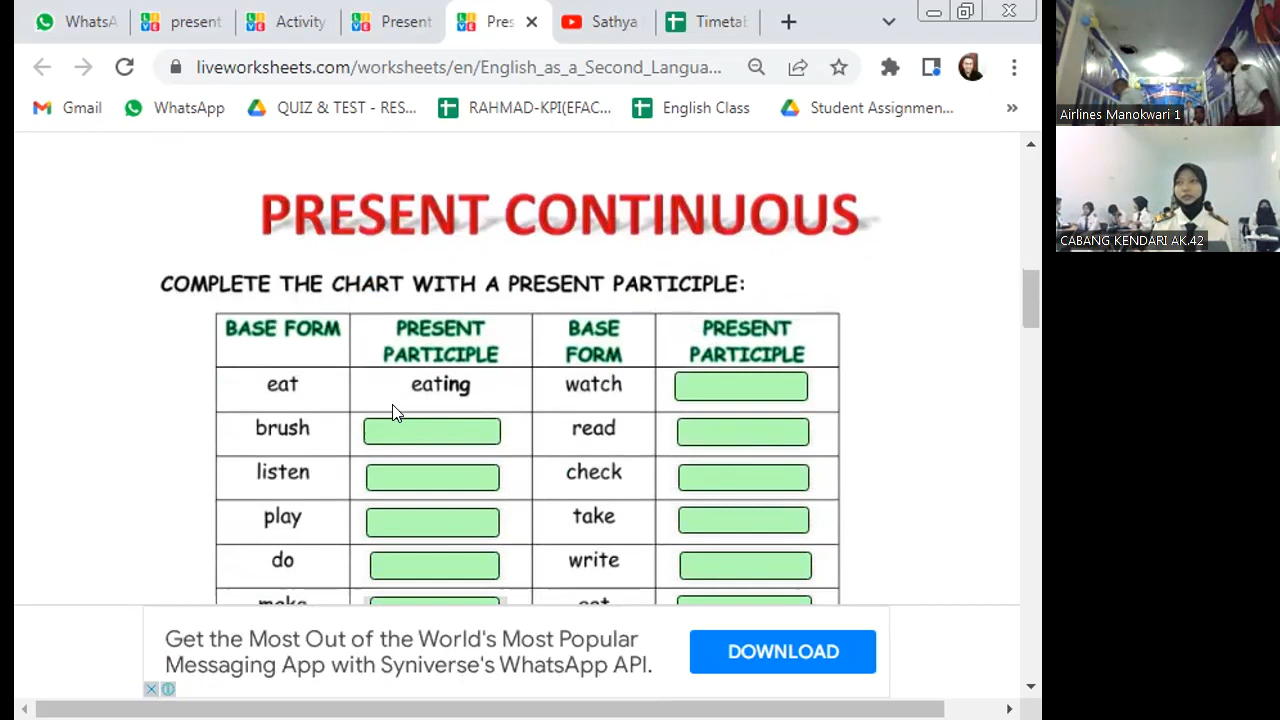 WhatsA
present
Activity
Present
Pres
Sathya
Timetab
liveworksheets.com/worksheets/en/English_as_a_Second_Langua...
Gmail
WhatsApp
QUIZ & TEST - RES...
RAHMAD-KPI(EFAC...
English Class
Student Assignmen...
»
PRESENT CONTINUOUS
COMPLETE THE CHART WITH A PRESENT PARTICIPLE:
BASE FORM PRESENT PARTICIPLE BASE FORM PRESENT PARTICIPLE
eat eating watch
brush read
listen check
play take
do write
make
Get the Most Out of the World's Most Popular
Messaging App with Syniverse's WhatsApp API.
DOWNLOAD
Airlines Manokwari 1
CABANG KENDARI AK.42